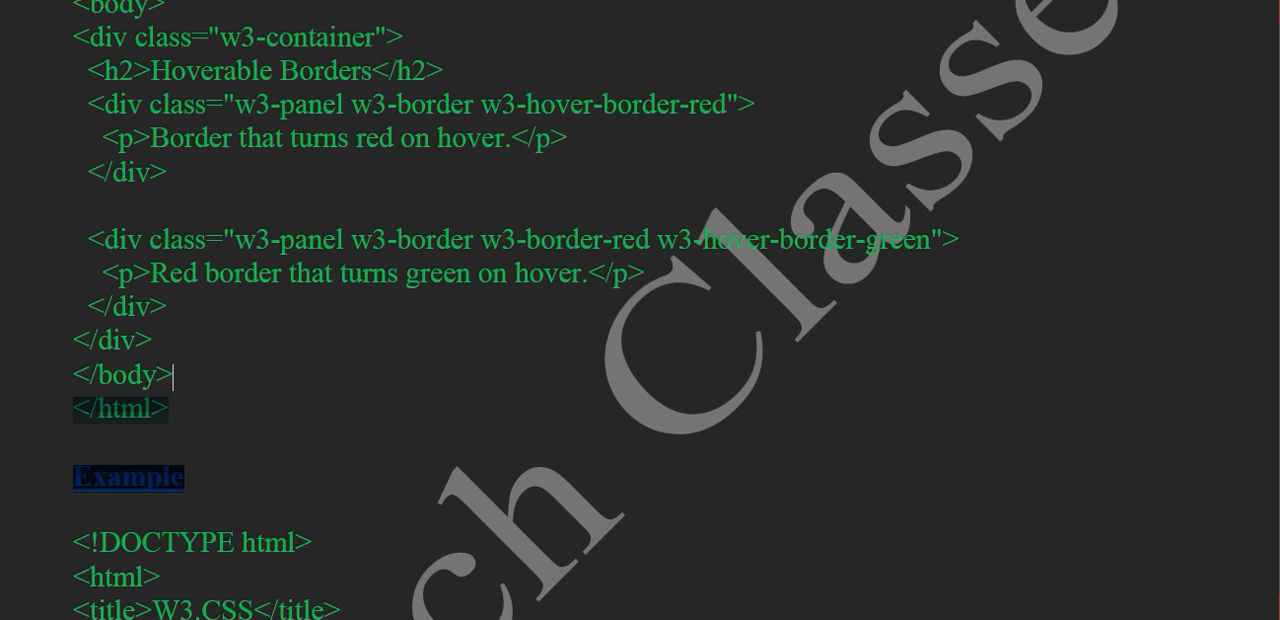 <body>
<div class="w3-container">
<h2>Hoverable Borders</h2>
<div class="w3-panel w3-border w3-hover-border-red">
<p>Border that turns red on hover.</p>
</div>
<div class="w3-panel w3-border w3-border-red w3-hover-border-green">
<p>Red border that turns green on hover.</p>
</div>
</div>
</body>
</html>
Example
<!DOCTYPE html>
<html>
<title>W3.CSS</title>
ch Classe